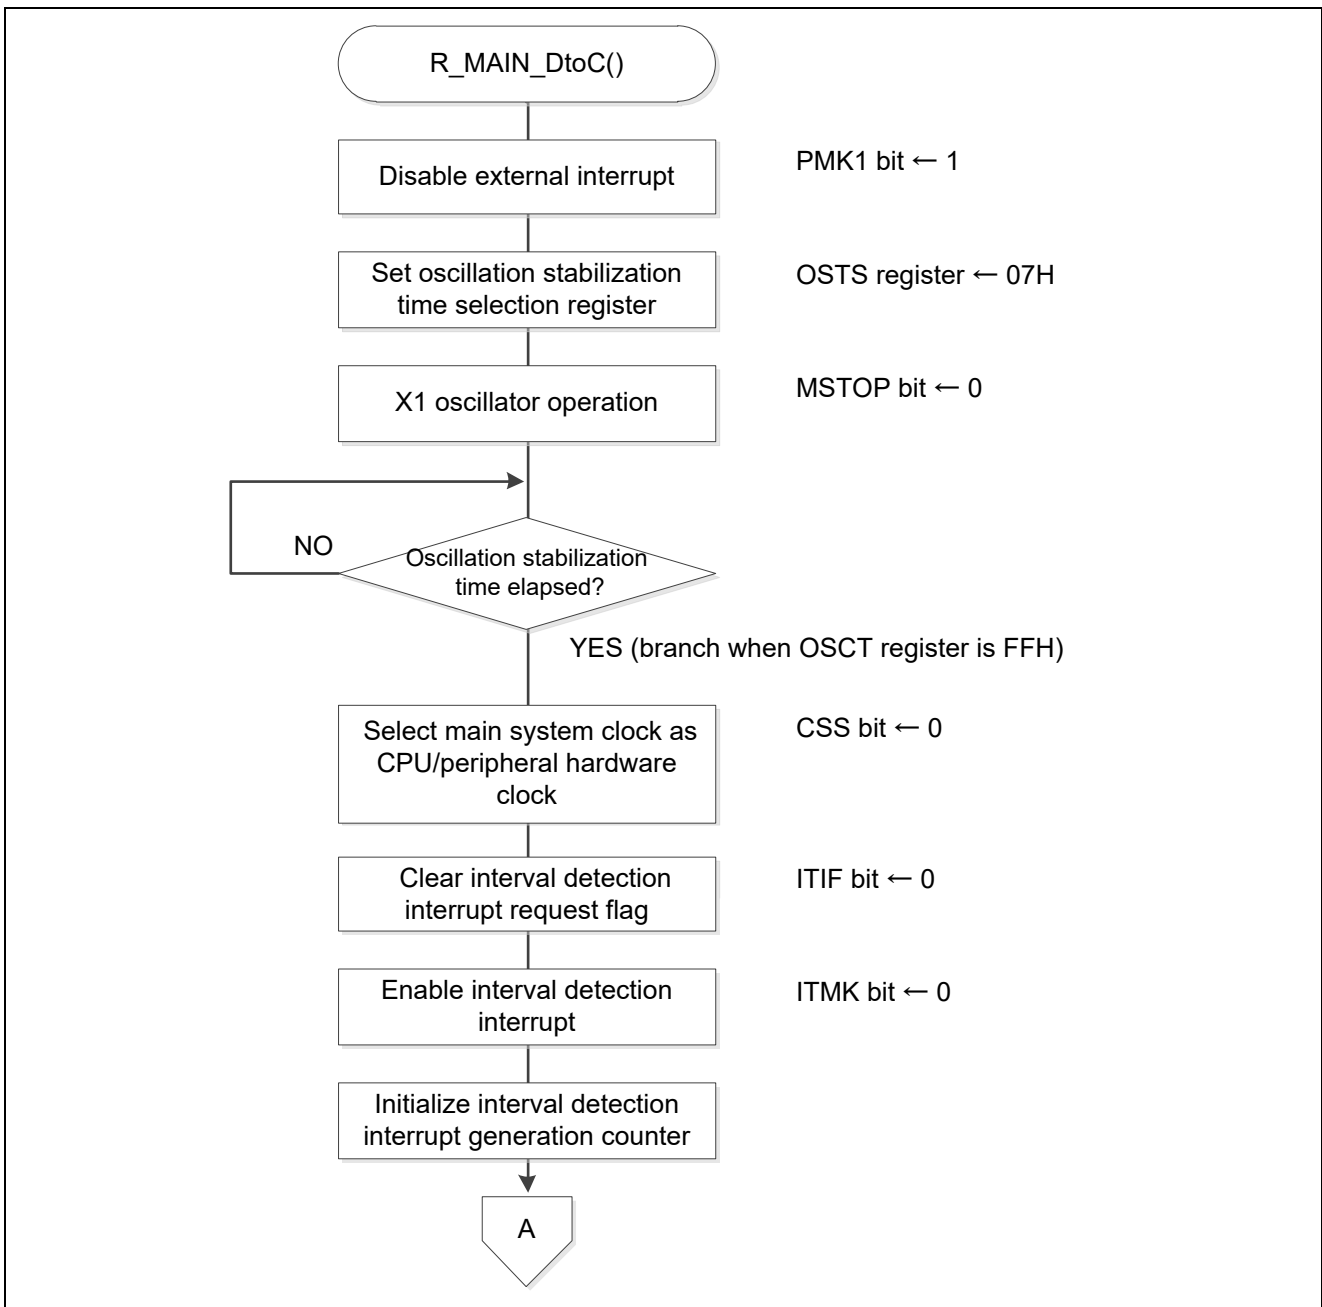 R_MAIN_DtoC()
Disable external interrupt
PMK1 bit ← 1
Set oscillation stabilization
time selection register
OSTS register ← 07H
X1 oscillator operation
MSTOP bit ← 0
NO
Oscillation stabilization
time elapsed?
YES (branch when OSCT register is FFH)
Select main system clock as
CPU/peripheral hardware
clock
CSS bit ← 0
Clear interval detection
interrupt request flag
ITIF bit ← 0
Enable interval detection
interrupt
ITMK bit ← 0
Initialize interval detection
interrupt generation counter
A